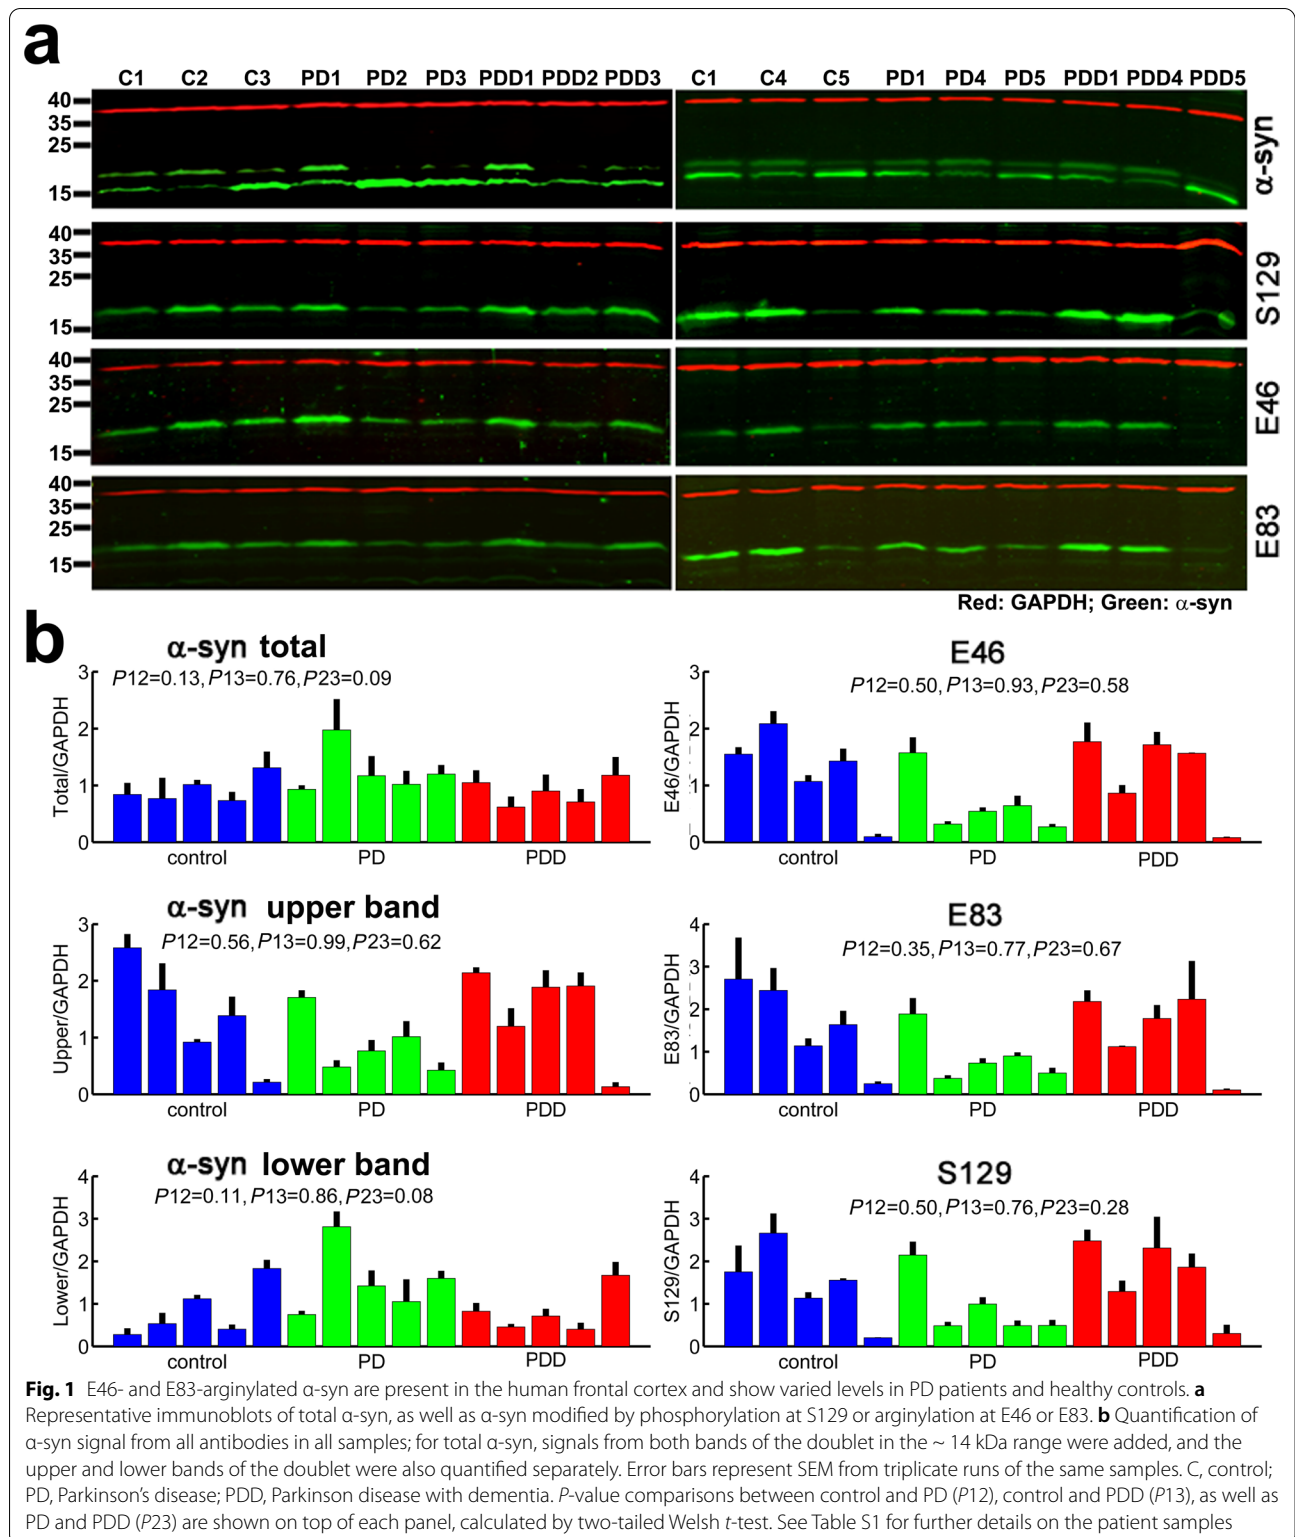 a
C1 C2 C3 PD1 PD2 PD3 PDD1 PDD2 PDD3 C1 C4 C5 PD1 PD4 PD5 PDD1 PDD4 PDD5
40
35
25
15
α-syn
40
35
25
15
S129
40
35
25
15
E46
40
35
25
15
E83
Red: GAPDH; Green: α-syn
b
α-syn total
P12=0.13, P13=0.76, P23=0.09
Total/GAPDH
3
2
1
0
control PD PDD
E46
P12=0.50, P13=0.93, P23=0.58
E46/GAPDH
3
2
1
0
control PD PDD
α-syn upper band
P12=0.56, P13=0.99, P23=0.62
Upper/GAPDH
3
2
1
0
control PD PDD
E83
P12=0.35, P13=0.77, P23=0.67
E83/GAPDH
4
3
2
1
0
control PD PDD
α-syn lower band
P12=0.11, P13=0.86, P23=0.08
Lower/GAPDH
4
3
2
1
0
control PD PDD
S129
P12=0.50, P13=0.76, P23=0.28
S129/GAPDH
4
3
2
1
0
control PD PDD
Fig. 1 E46- and E83-arginylated α-syn are present in the human frontal cortex and show varied levels in PD patients and healthy controls. a
Representative immunoblots of total α-syn, as well as α-syn modified by phosphorylation at S129 or arginylation at E46 or E83. b Quantification of
α-syn signal from all antibodies in all samples; for total α-syn, signals from both bands of the doublet in the ~ 14 kDa range were added, and the
upper and lower bands of the doublet were also quantified separately. Error bars represent SEM from triplicate runs of the same samples. C, control;
PD, Parkinson's disease; PDD, Parkinson disease with dementia. P-value comparisons between control and PD (P12), control and PDD (P13), as well as
PD and PDD (P23) are shown on top of each panel, calculated by two-tailed Welsh t-test. See Table S1 for further details on the patient samples